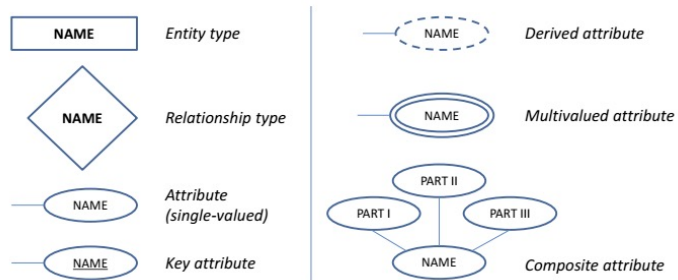 NAME
Entity type
NAME
Relationship type
NAME
Attribute
(single-valued)
NAME
Key attribute
NAME
Derived attribute
NAME
Multivalued attribute
PART II
PART I
PART III
NAME
Composite attribute